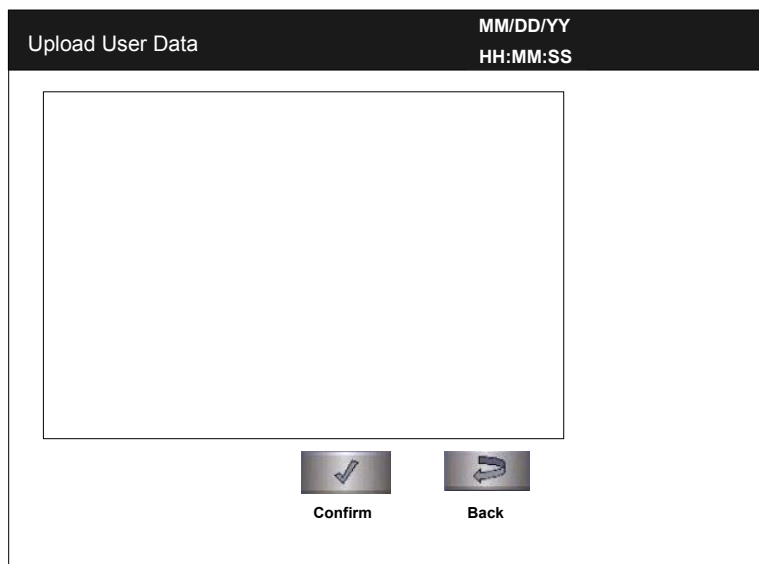 Upload User Data
MM/DD/YY
HH:MM:SS
Confirm
Back